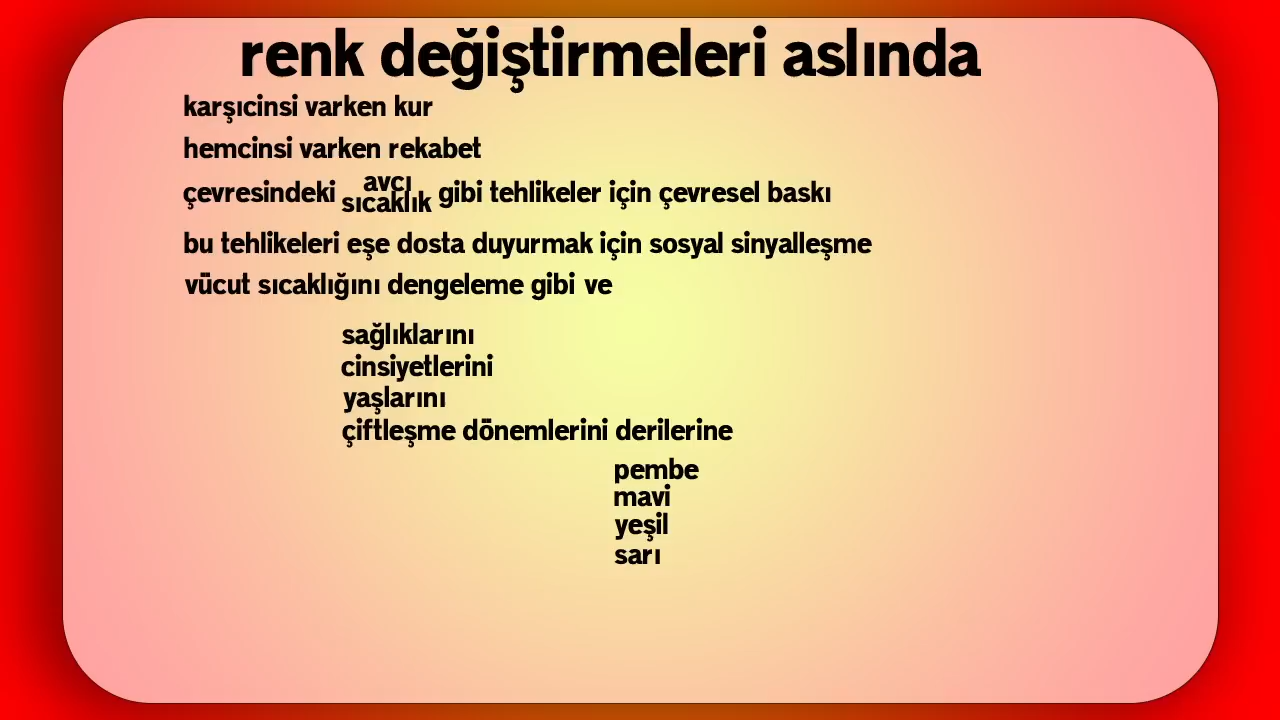 renk değiştirmeleri aslında
karşıcinsi varken kur
hemcinsi varken rekabet
çevresindeki avcı sıcaklık gibi tehlikeler için çevresel baskı
bu tehlikeleri eşe dosta duyurmak için sosyal sinyalleşme
vücut sıcaklığını dengeleme gibi ve
sağlıklarını
cinsiyetlerini
yaşlarını
çiftleşme dönemlerini derilerine
pembe
mavi
yeşil
sarı